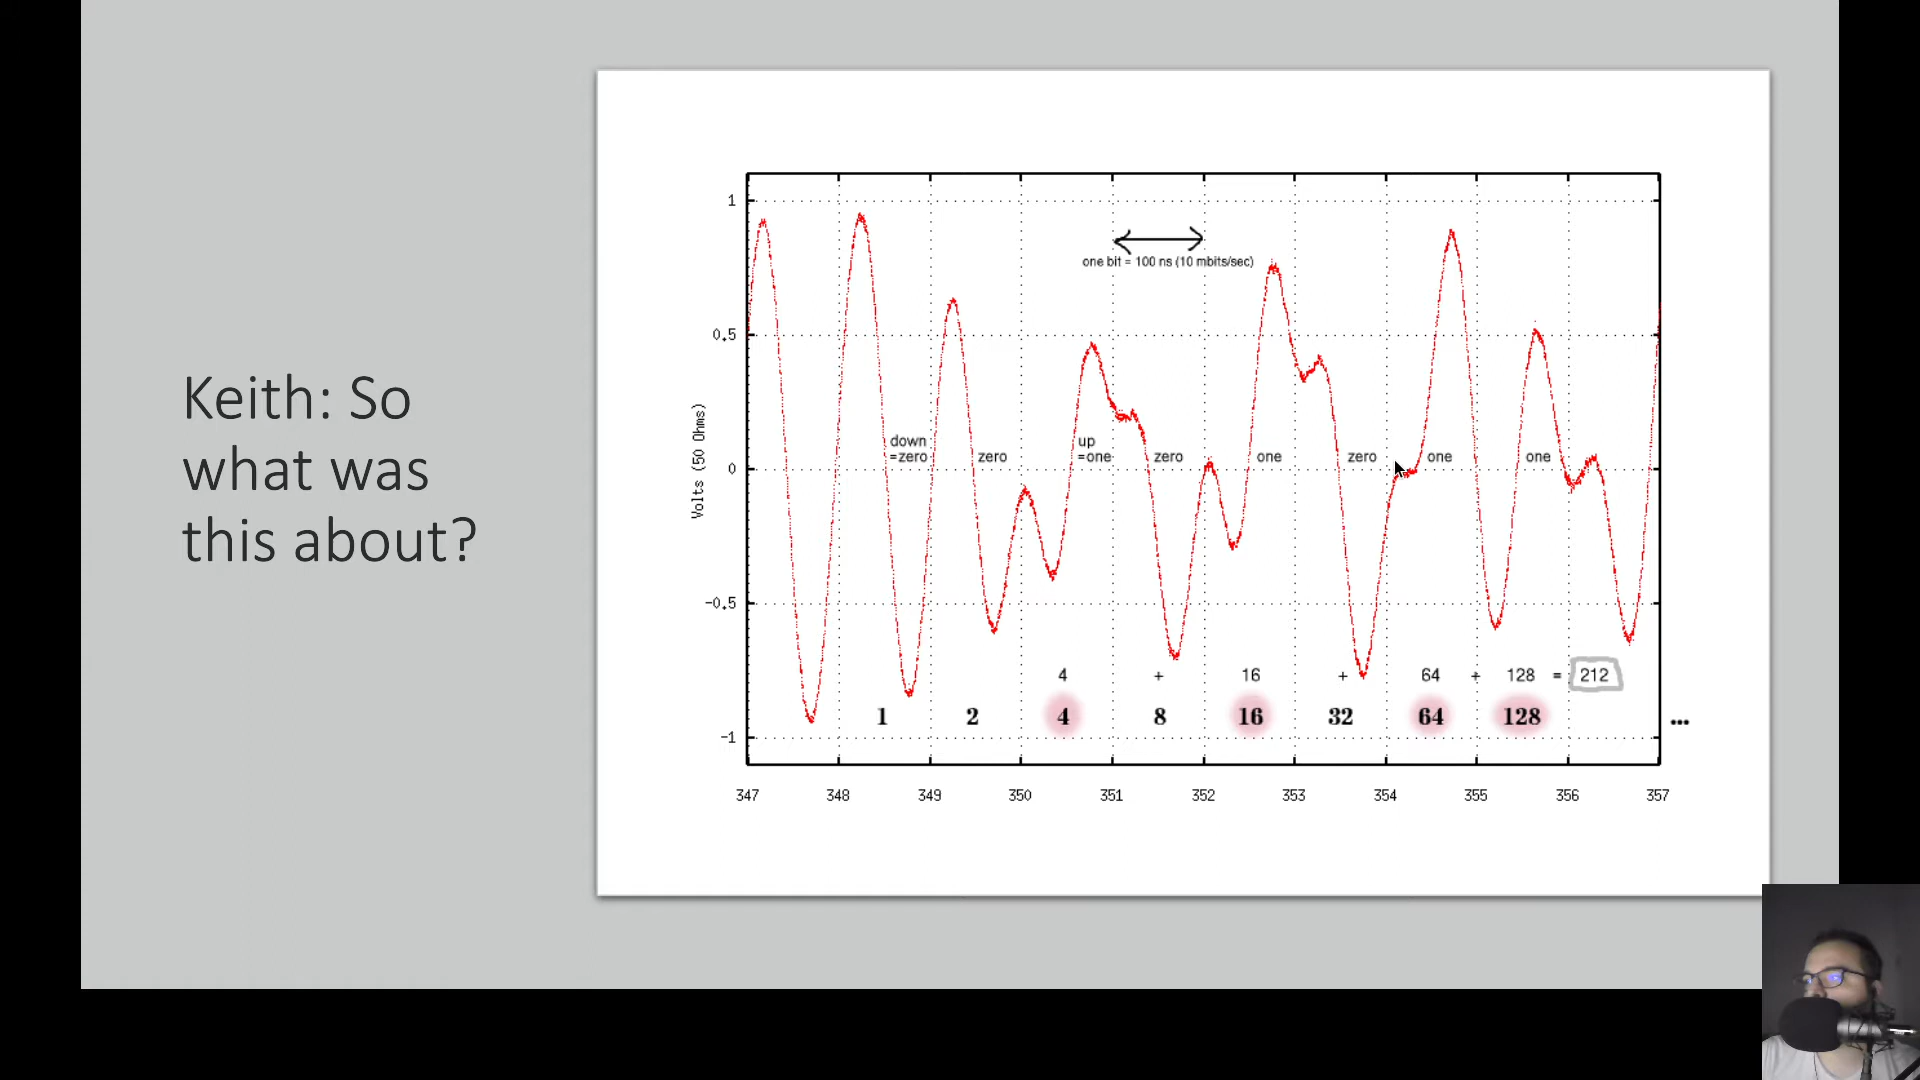 Keith: So
what was
this about?
1
one bit = 100 ns (10 mbits/sec)
0.5
Volts (50 Ohms)
down
=zero
zero
up
=one
zero
one
zero
one
one
0
-0.5
4 + 16 + 64 + 128 = 212
1 2 4 8 16 32 64 128 ...
-1
347 348 349 350 351 352 353 354 355 356 357